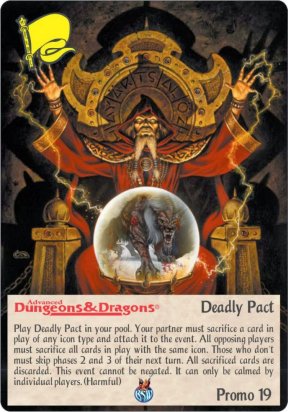 Advanced
Dungeons&Dragons®
Deadly Pact
Play Deadly Pact in your pool. Your partner must sacrifice a card in
play of any icon type and attach it to the event. All opposing players
must sacrifice all cards in play with the same icon. Those who don't
must skip phases 2 and 3 of their next turn. All sacrificed cards are
discarded. This event cannot be negated. It can only be calmed by
individual players. (Harmful)
Promo 19